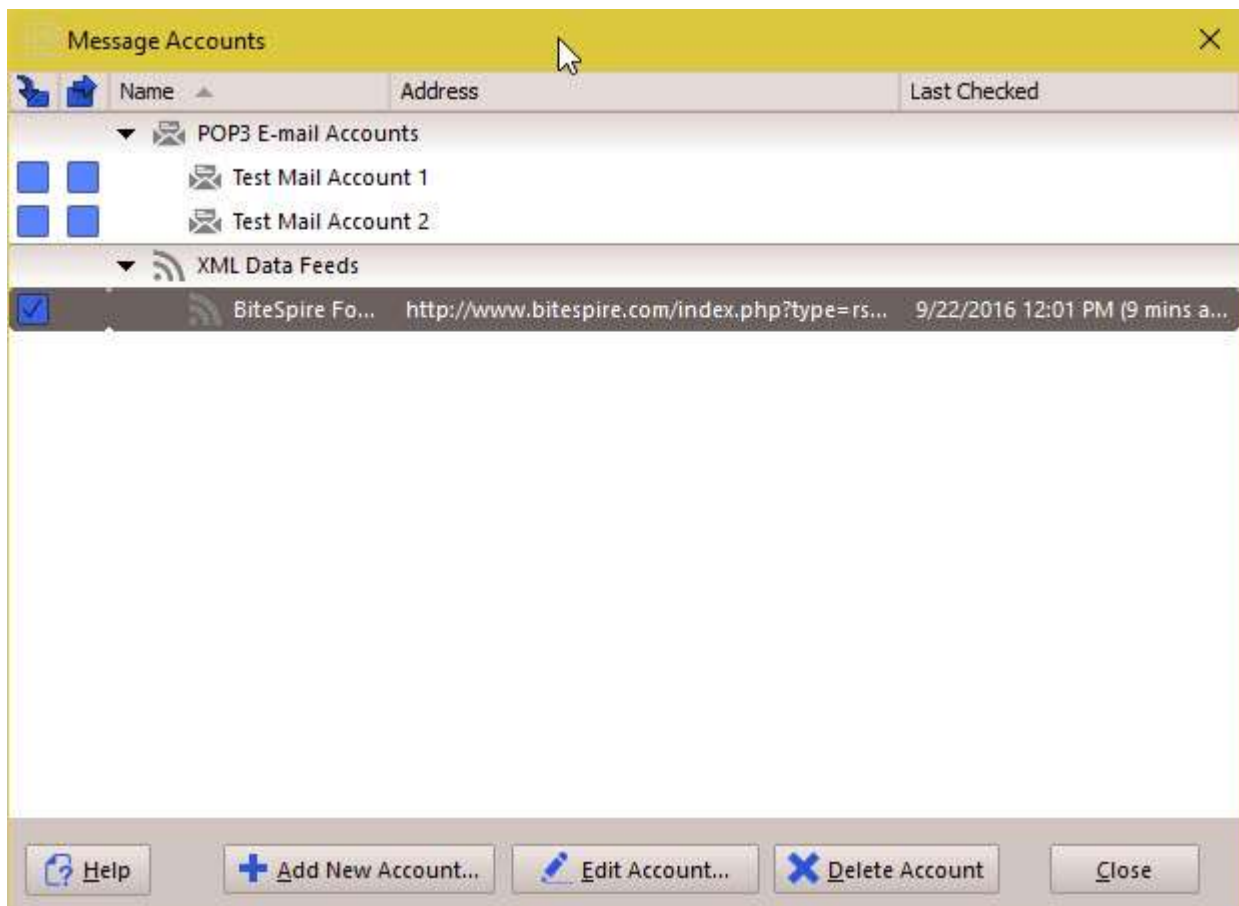 Message Accounts
Name Address Last Checked
POP3 E-mail Accounts
Test Mail Account 1
Test Mail Account 2
XML Data Feeds
BiteSpire Fo... http://www.bitespire.com/index.php?type=rs... 9/22/2016 12:01 PM (9 mins a...
Help Add New Account... Edit Account... Delete Account Close